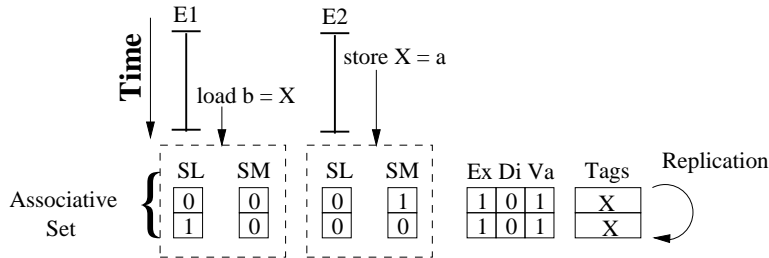 E1 E2
Time
store X = a
load b = X
SL SM SL SM Ex Di Va Tags Replication
Associative Set
0 0 0 1 1 0 1 X
1 0 0 0 1 0 1 X